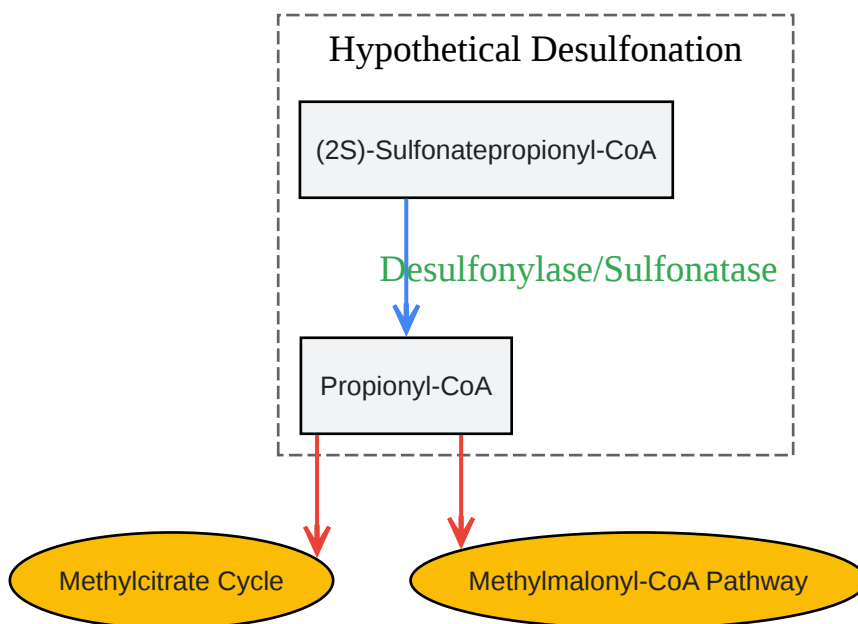 Hypothetical Desulfonation
(2S)-Sulfonatepropionyl-CoA
Desulfonylase/Sulfonatase
Propionyl-CoA
Methylcitrate Cycle
Methylmalonyl-CoA Pathway